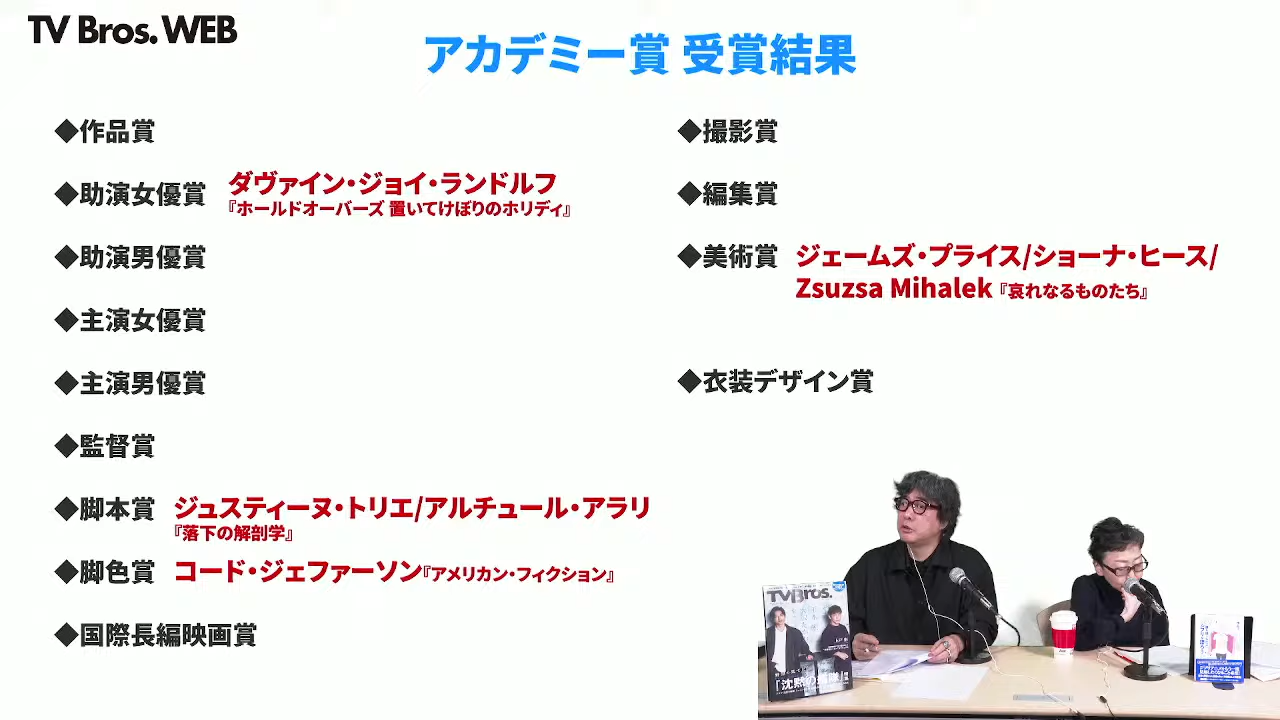 TV Bros. WEB
アカデミー賞 受賞結果
◆作品賞
◆助演女優賞 ダヴァイン・ジョイ・ランドルフ
『ホールドオーバーズ 置いてけぼりのホリディ』
◆助演男優賞
◆主演女優賞
◆主演男優賞
◆監督賞
◆脚本賞 ジュスティーヌ・トリエ/アルチュール・アラリ
『落下の解剖学』
◆脚色賞 コード・ジェファーソン『アメリカン・フィクション』
◆国際長編映画賞
◆撮影賞
◆編集賞
◆美術賞 ジェームズ・プライス/ショーナ・ヒース/
Zsuzsa Mihalek 『哀れなるものたち』
◆衣装デザイン賞
TV Bros.